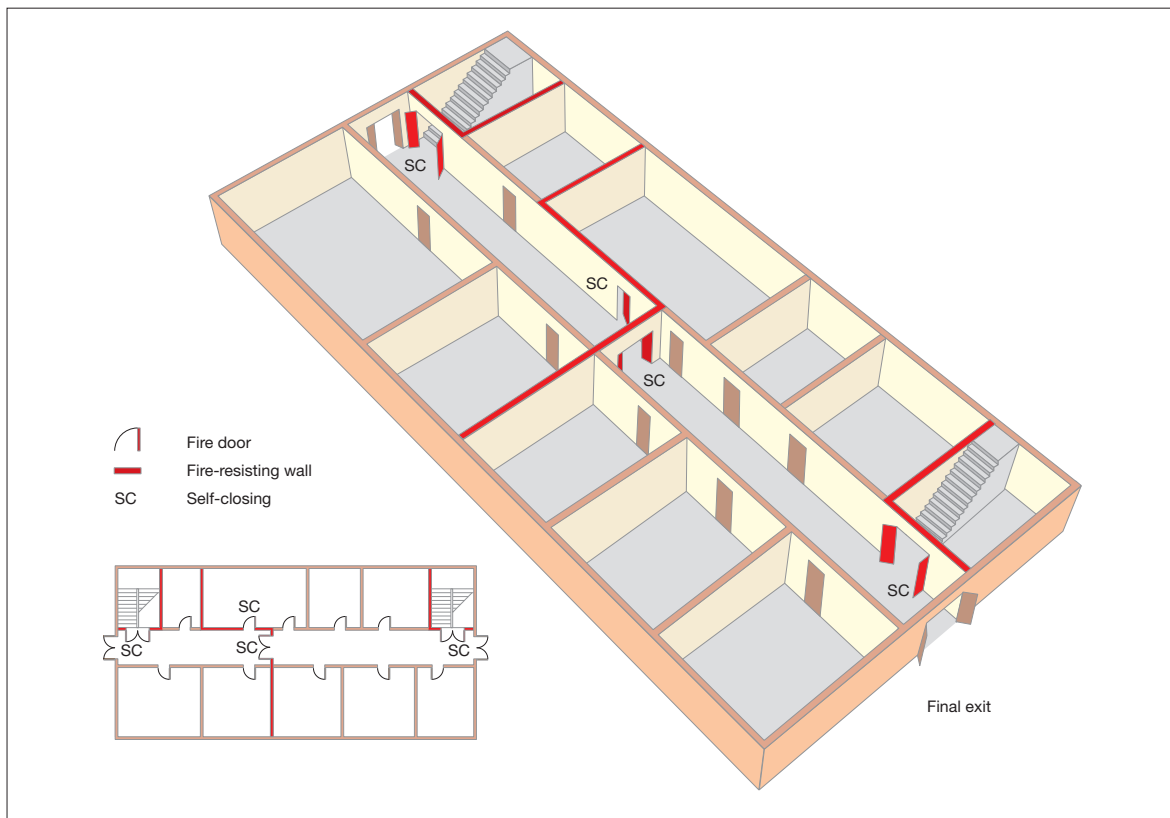 SC
SC
SC
Fire door
Fire-resisting wall
SC Self-closing
SC
SC
SC
SC
SC
Final exit